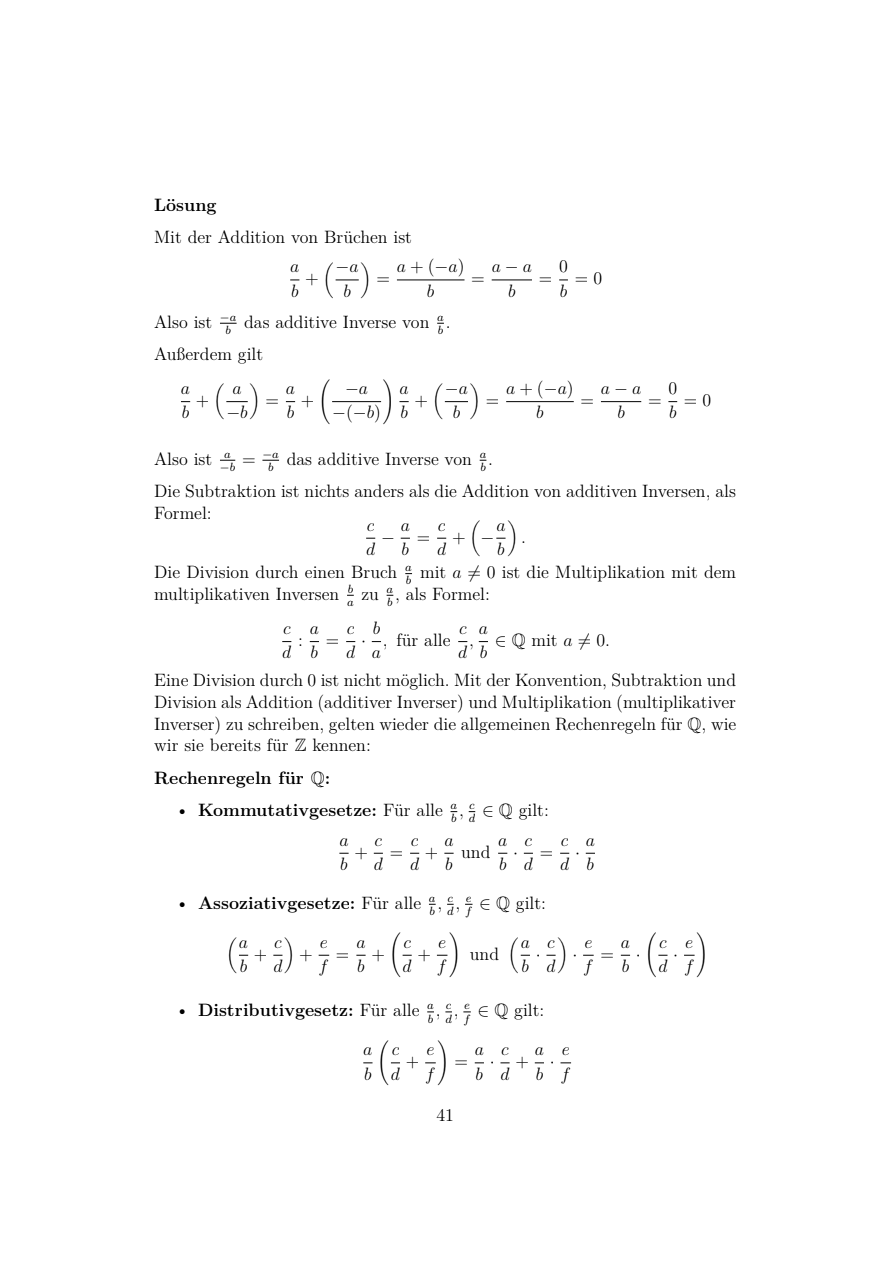 Lösung
Mit der Addition von Brüchen ist
$\frac{a}{b} + \left(\frac{-a}{b}\right) = \frac{a + (-a)}{b} = \frac{a - a}{b} = \frac{0}{b} = 0$
Also ist $\frac{-a}{b}$ das additive Inverse von $\frac{a}{b}$.
Außerdem gilt
$\frac{a}{b} + \left(\frac{a}{-b}\right) = \frac{a}{b} + \left(\frac{-a}{-(-b)}\right) \frac{a}{b} + \left(\frac{-a}{b}\right) = \frac{a + (-a)}{b} = \frac{a - a}{b} = \frac{0}{b} = 0$
Also ist $\frac{a}{-b} = \frac{-a}{b}$ das additive Inverse von $\frac{a}{b}$.
Die Subtraktion ist nichts anders als die Addition von additiven Inversen, als
Formel:
$\frac{c}{d} - \frac{a}{b} = \frac{c}{d} + \left(-\frac{a}{b}\right).$
Die Division durch einen Bruch $\frac{a}{b}$ mit $a \neq 0$ ist die Multiplikation mit dem
multiplikativen Inversen $\frac{b}{a}$ zu $\frac{a}{b}$, als Formel:
$\frac{c}{d} : \frac{a}{b} = \frac{c}{d} \cdot \frac{b}{a}$, für alle $\frac{c}{d}, \frac{a}{b} \in \mathbb{Q}$ mit $a \neq 0$.
Eine Division durch 0 ist nicht möglich. Mit der Konvention, Subtraktion und
Division als Addition (additiver Inverser) und Multiplikation (multiplikativer
Inverser) zu schreiben, gelten wieder die allgemeinen Rechenregeln für $\mathbb{Q}$, wie
wir sie bereits für $\mathbb{Z}$ kennen:
Rechenregeln für $\mathbb{Q}$:
• Kommutativgesetze: Für alle $\frac{a}{b}, \frac{c}{d} \in \mathbb{Q}$ gilt:
$\frac{a}{b} + \frac{c}{d} = \frac{c}{d} + \frac{a}{b}$ und $\frac{a}{b} \cdot \frac{c}{d} = \frac{c}{d} \cdot \frac{a}{b}$
• Assoziativgesetze: Für alle $\frac{a}{b}, \frac{c}{d}, \frac{e}{f} \in \mathbb{Q}$ gilt:
$\left(\frac{a}{b} + \frac{c}{d}\right) + \frac{e}{f} = \frac{a}{b} + \left(\frac{c}{d} + \frac{e}{f}\right)$ und $\left(\frac{a}{b} \cdot \frac{c}{d}\right) \cdot \frac{e}{f} = \frac{a}{b} \cdot \left(\frac{c}{d} \cdot \frac{e}{f}\right)$
• Distributivgesetz: Für alle $\frac{a}{b}, \frac{c}{d}, \frac{e}{f} \in \mathbb{Q}$ gilt:
$\frac{a}{b} \left(\frac{c}{d} + \frac{e}{f}\right) = \frac{a}{b} \cdot \frac{c}{d} + \frac{a}{b} \cdot \frac{e}{f}$
41